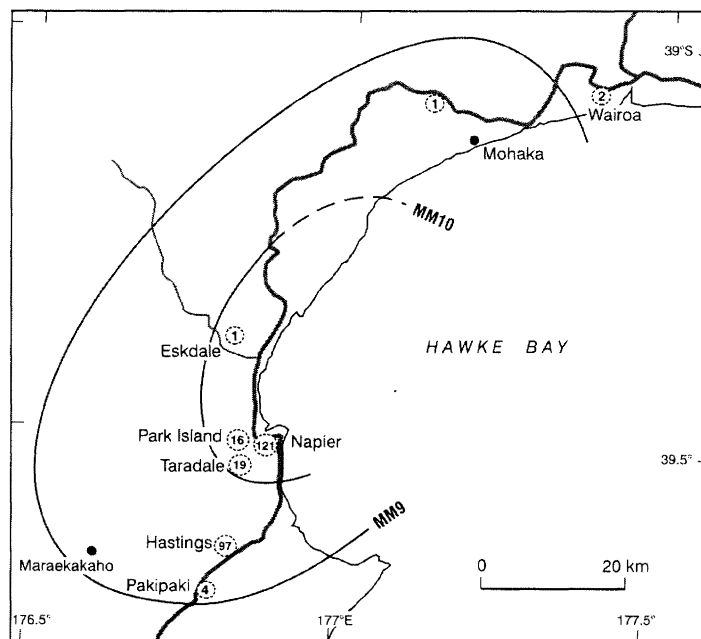 39°S
1
2
Wairoa
Mohaka
MM10
1
Eskdale
HAWKE BAY
Park Island 16
121 Napier
Taradale 19
39.5°
MM9
Hastings 97
Maraekakaho
0 20 km
Pakipaki 4
176.5° 177°E 177.5°